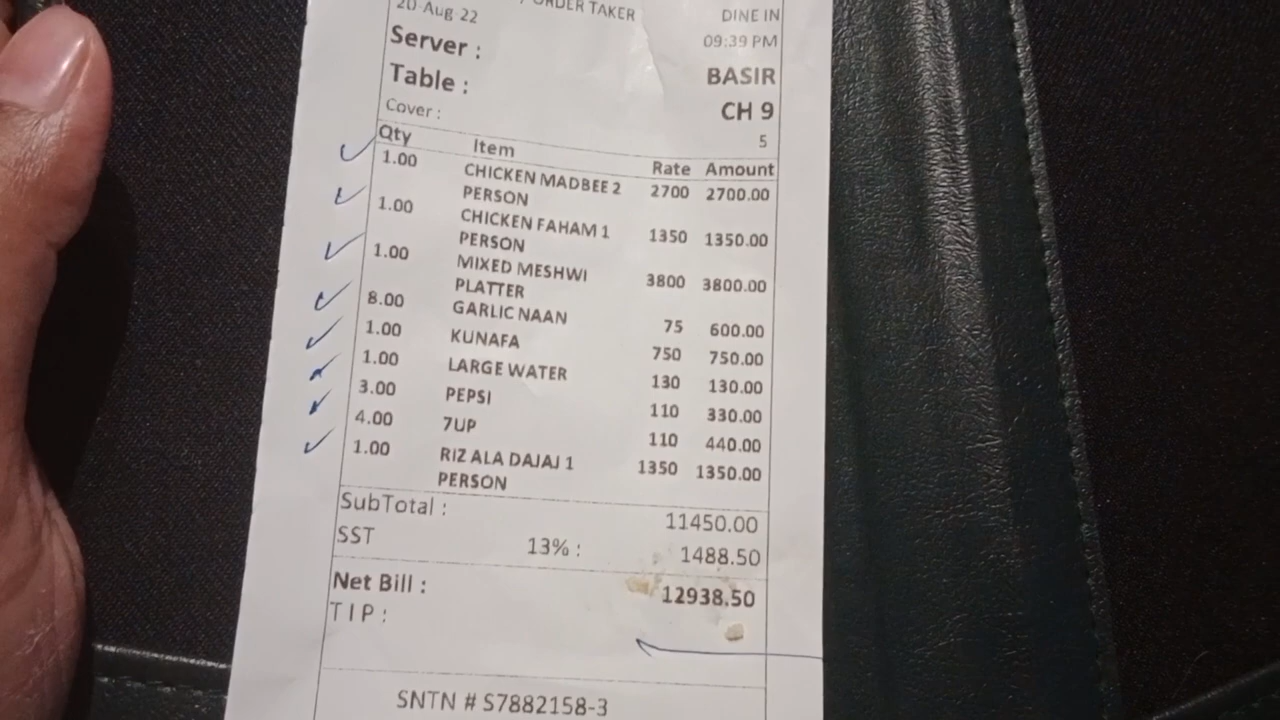 ORDER TAKER DINE IN
20-Aug-22 09:39 PM
Server : BASIR
Table : CH 9
Cover : 5
Qty Item Rate Amount
1.00 CHICKEN MADBEE 2 2700 2700.00
PERSON
1.00 CHICKEN FAHAM 1 1350 1350.00
PERSON
1.00 MIXED MESHWI 3800 3800.00
PLATTER
8.00 GARLIC NAAN 75 600.00
1.00 KUNAFA 750 750.00
1.00 LARGE WATER 130 130.00
3.00 PEPSI 110 330.00
4.00 7UP 110 440.00
1.00 RIZ ALA DAJAJ 1 1350 1350.00
PERSON
SubTotal : 11450.00
SST 13% : 1488.50
Net Bill : 12938.50
TIP :
SNTN # S7882158-3